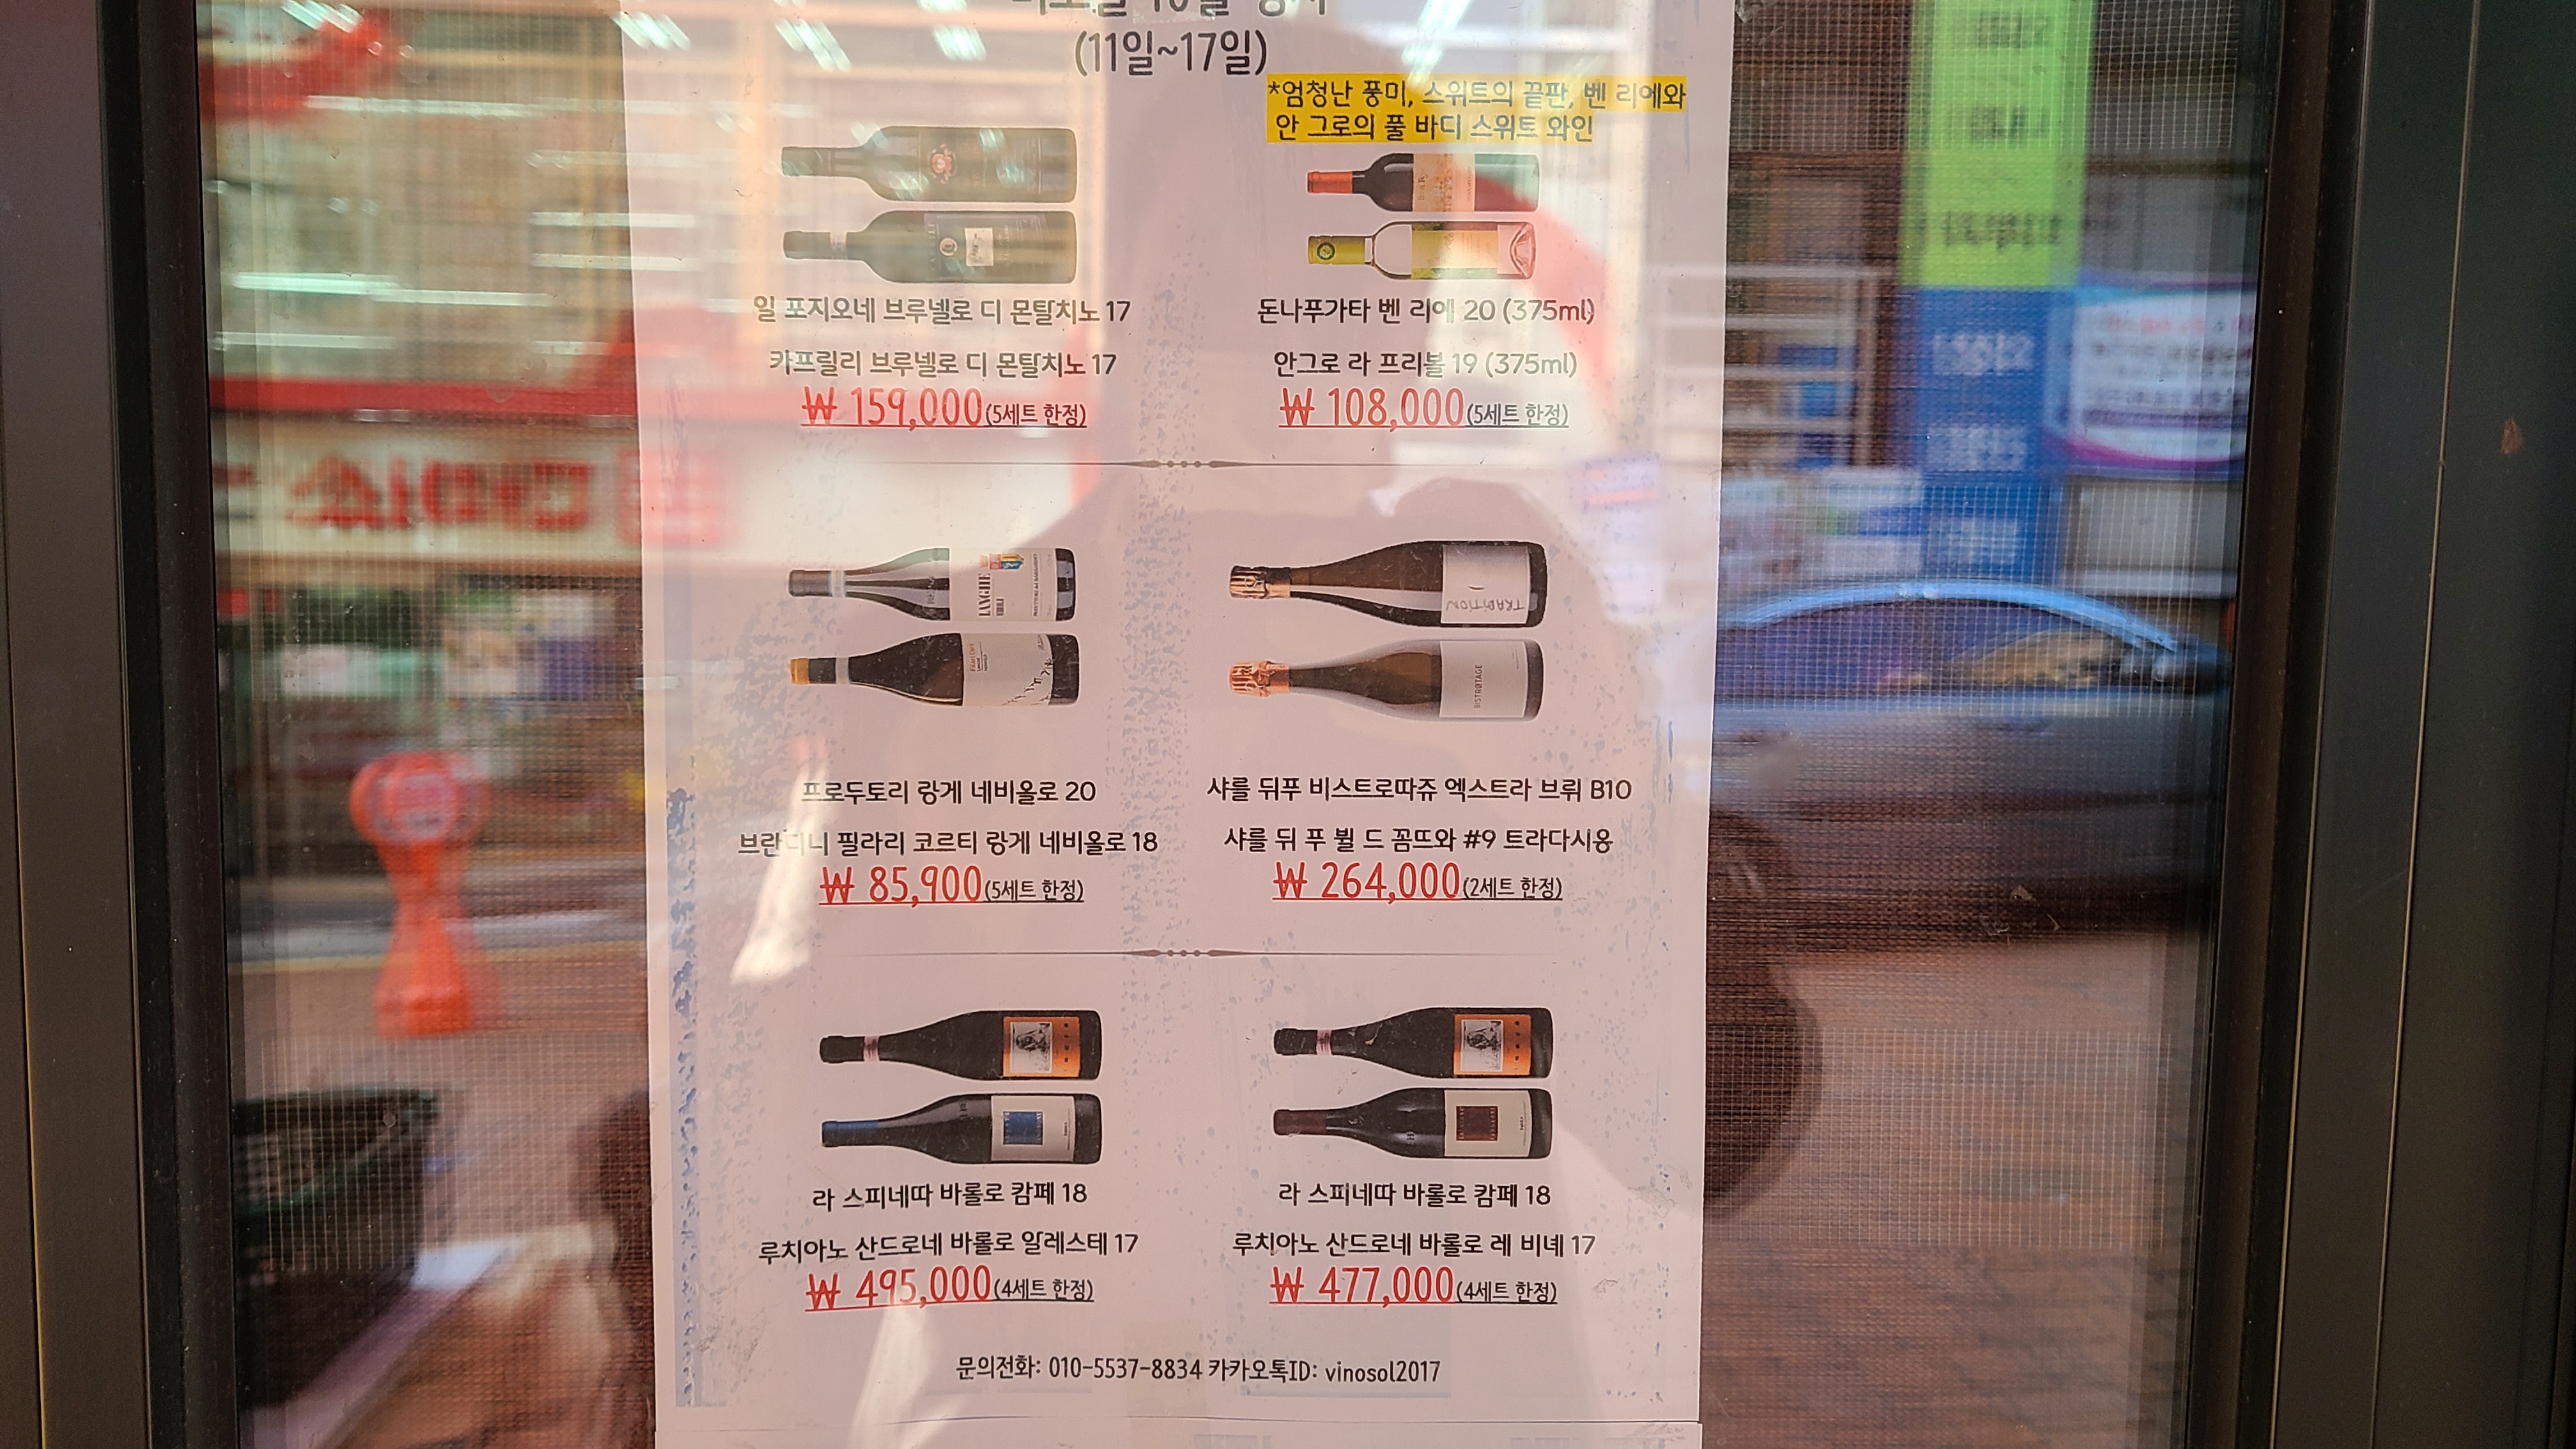 (11일~17일)
*엄청난 풍미, 스위트의 끝판, 벤 리에와
안 그로의 풀 바디 스위트 와인
일 포지오네 브루넬로 디 몬탈치노 17
카프릴리 브루넬로 디 몬탈치노 17
₩ 159,000(5세트 한정)
돈나푸가타 벤 리에 20 (375ml)
안그로 라 프리볼 19 (375ml)
₩ 108,000(5세트 한정)
LANGHE
TRADITION
BISTROTAGE
프로두토리 랑게 네비올로 20
브란디니 필라리 코르티 랑게 네비올로 18
₩ 85,900(5세트 한정)
샤를 뒤푸 비스트로따쥬 엑스트라 브뤼 B10
샤를 뒤 푸 뷜 드 꼼뜨와 #9 트라다시옹
₩ 264,000(2세트 한정)
라 스피네따 바롤로 캄페 18
루치아노 산드로네 바롤로 알레스테 17
₩ 495,000(4세트 한정)
라 스피네따 바롤로 캄페 18
루치아노 산드로네 바롤로 레 비녜 17
₩ 477,000(4세트 한정)
문의전화: 010-5537-8834 카카오톡ID: vinosol2017
다이소